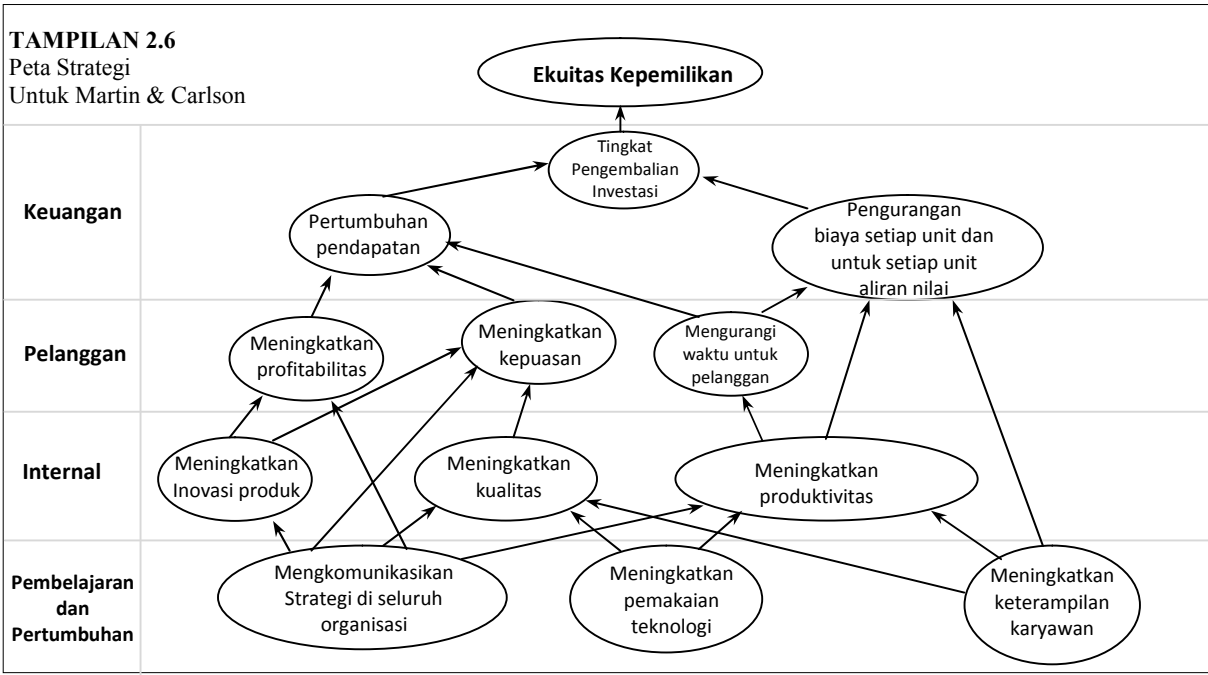 TAMPILAN 2.6
Peta Strategi
Untuk Martin & Carlson
Ekuitas Kepemilikan
Keuangan
Tingkat
Pengembalian
Investasi
Pertumbuhan
pendapatan
Pengurangan
biaya setiap unit dan
untuk setiap unit
aliran nilai
Pelanggan
Meningkatkan
profitabilitas
Meningkatkan
kepuasan
Mengurangi
waktu untuk
pelanggan
Internal
Meningkatkan
Inovasi produk
Meningkatkan
kualitas
Meningkatkan
produktivitas
Pembelajaran
dan
Pertumbuhan
Mengkomunikasikan
Strategi di seluruh
organisasi
Meningkatkan
pemakaian
teknologi
Meningkatkan
keterampilan
karyawan